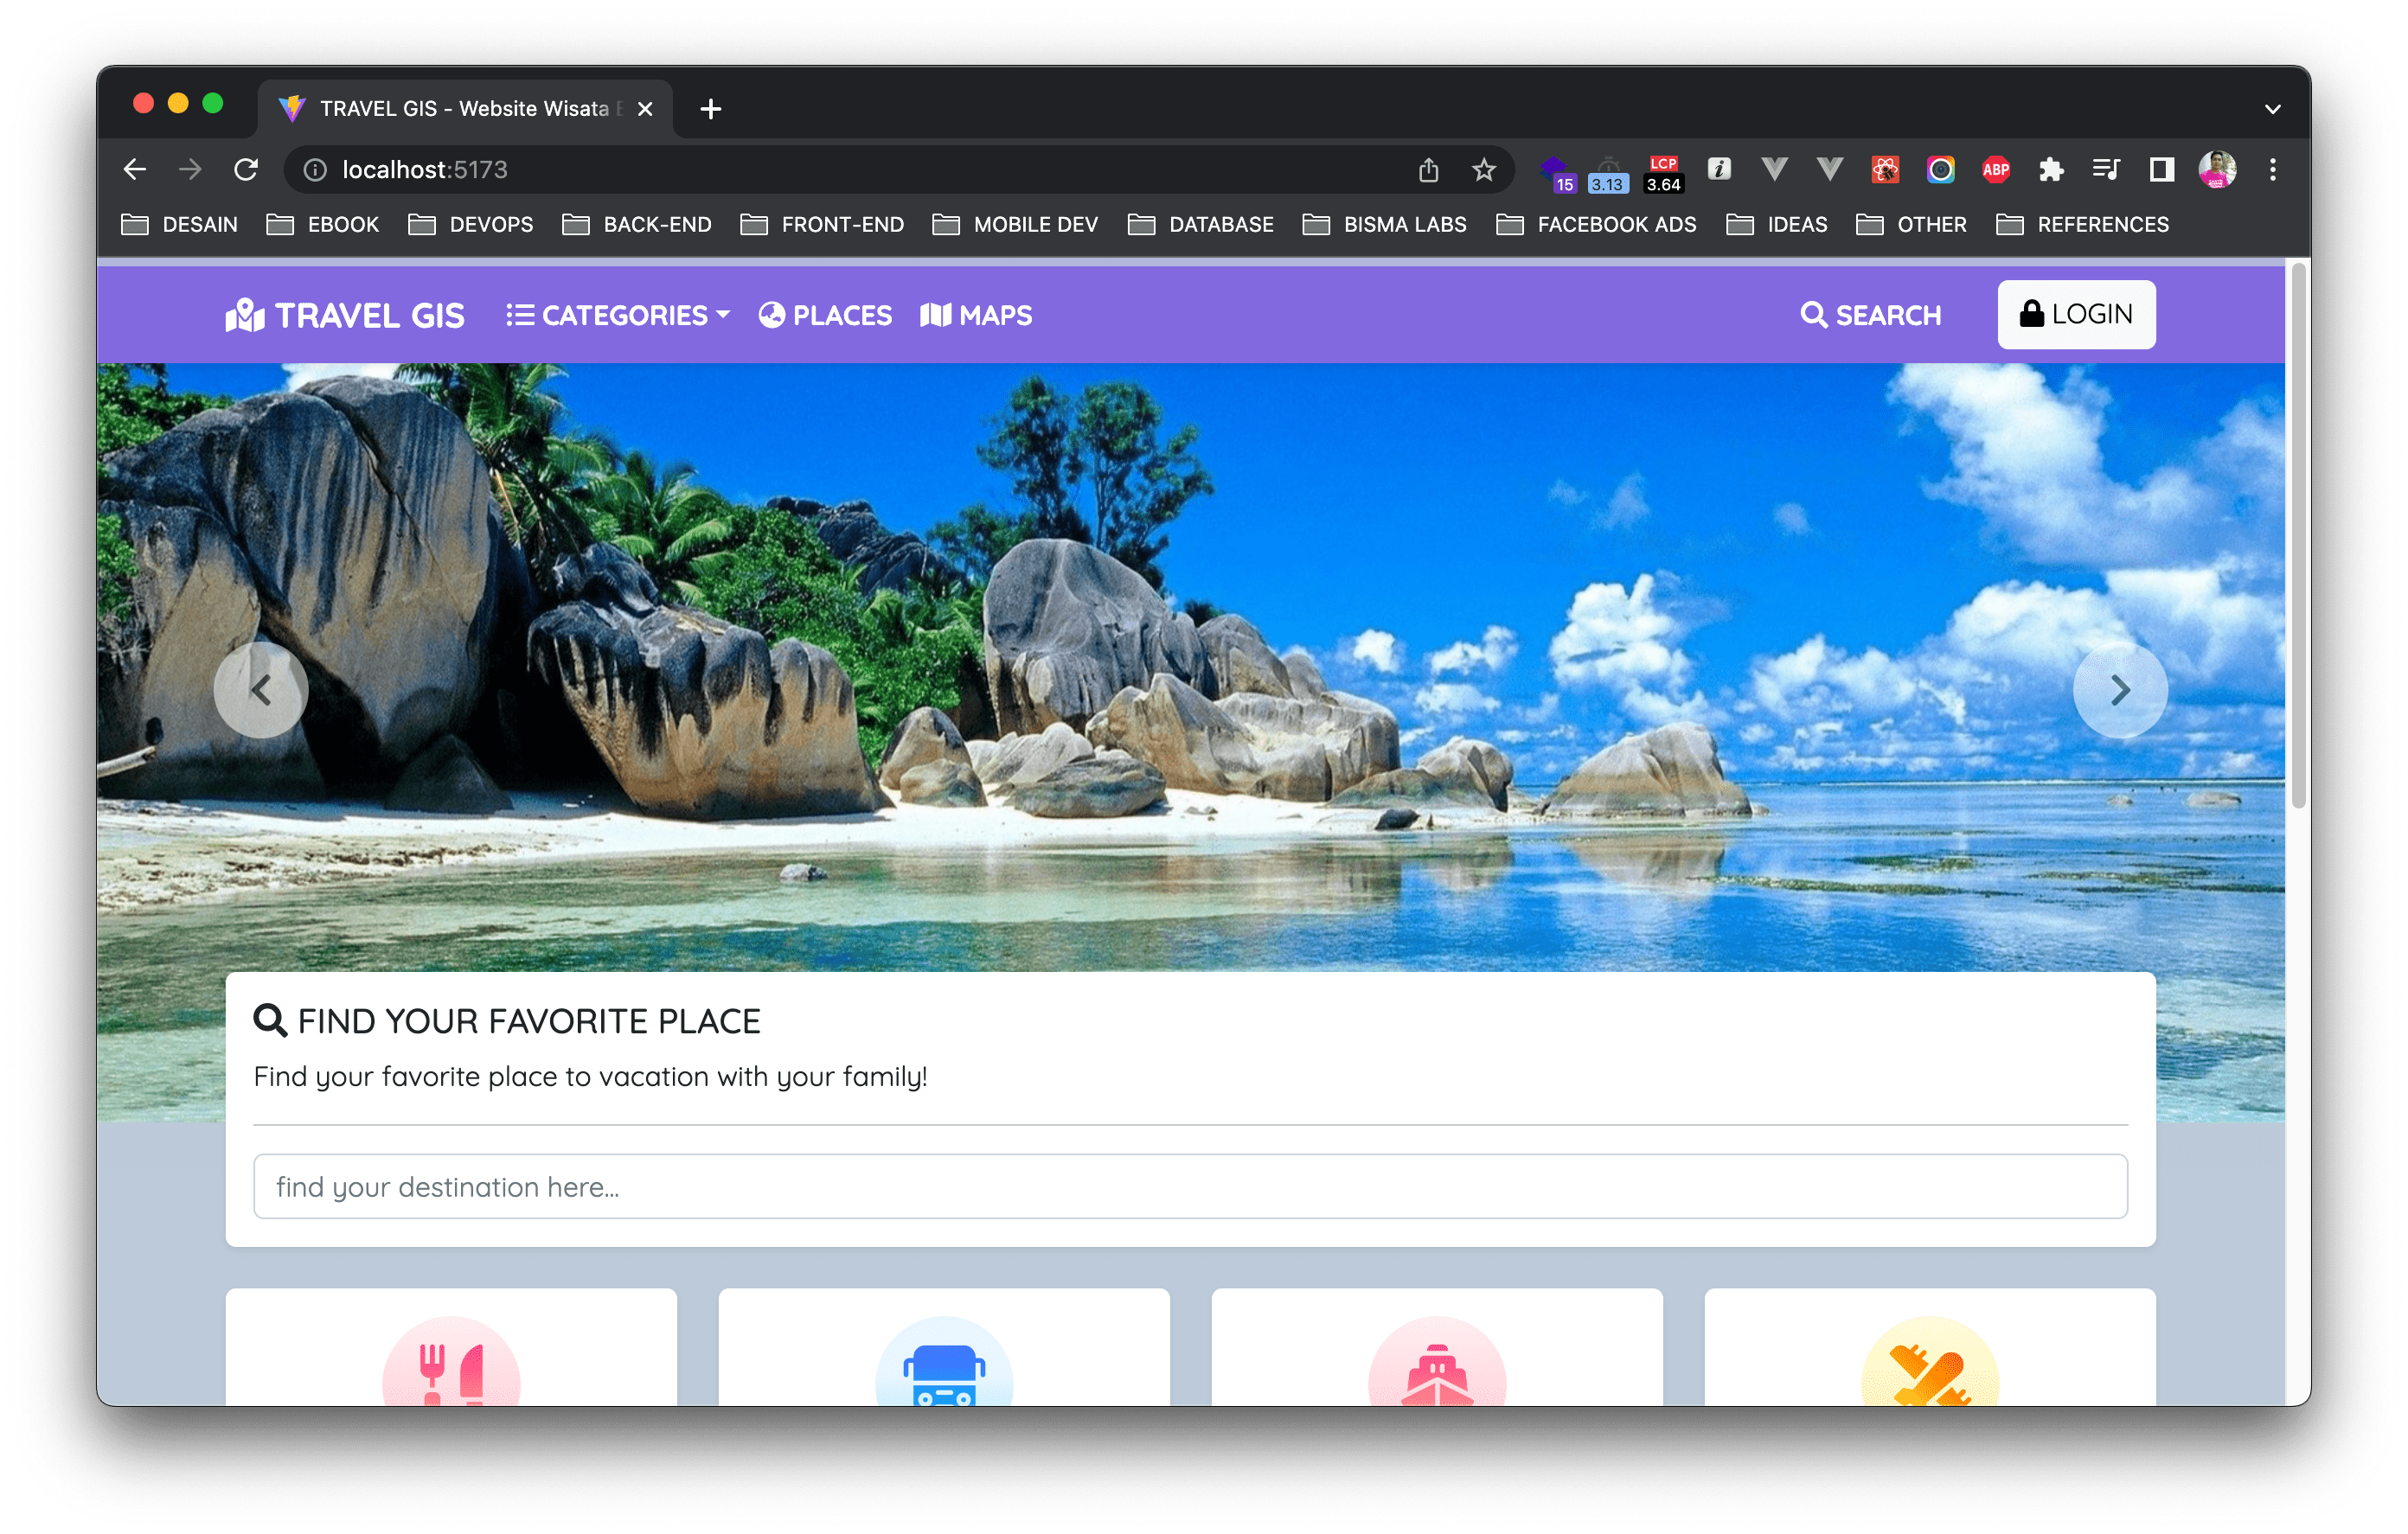 TRAVEL GIS - Website Wisata
localhost:5173
15
3.13
LCP
3.64
ABP
DESAIN EBOOK DEVOPS BACK-END FRONT-END MOBILE DEV DATABASE BISMA LABS FACEBOOK ADS IDEAS OTHER REFERENCES
TRAVEL GIS CATEGORIES PLACES MAPS SEARCH LOGIN
FIND YOUR FAVORITE PLACE
Find your favorite place to vacation with your family!
find your destination here...